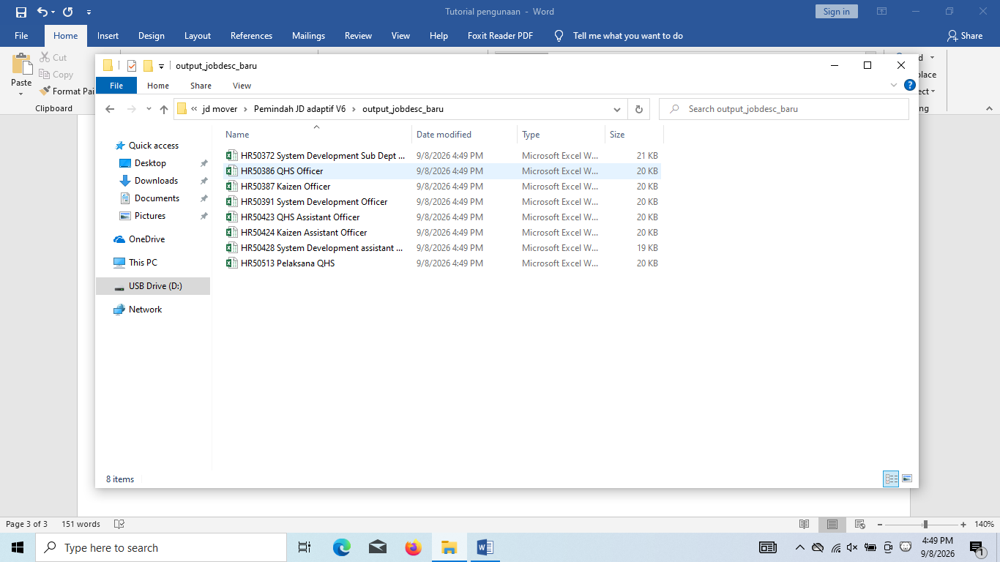 Tutorial pengunaan - Word
Sign in
File Home Insert Design Layout References Mailings Review View Help Foxit Reader PDF Tell me what you want to do Share
Cut
Copy
Format Pai
Paste
Clipboard
d
place
ect
ng
output_jobdesc_baru
File Home Share View
« jd mover › Pemindah JD adaptif V6 › output_jobdesc_baru
Search output_jobdesc_baru
Name Date modified Type Size
Quick access
Desktop
Downloads
Documents
Pictures
OneDrive
This PC
USB Drive (D:)
Network
HR50372 System Development Sub Dept ... 9/8/2026 4:49 PM Microsoft Excel W... 21 KB
HR50386 QHS Officer 9/8/2026 4:49 PM Microsoft Excel W... 20 KB
HR50387 Kaizen Officer 9/8/2026 4:49 PM Microsoft Excel W... 20 KB
HR50391 System Development Officer 9/8/2026 4:49 PM Microsoft Excel W... 20 KB
HR50423 QHS Assistant Officer 9/8/2026 4:49 PM Microsoft Excel W... 20 KB
HR50424 Kaizen Assistant Officer 9/8/2026 4:49 PM Microsoft Excel W... 20 KB
HR50428 System Development assistant ... 9/8/2026 4:49 PM Microsoft Excel W... 19 KB
HR50513 Pelaksana QHS 9/8/2026 4:49 PM Microsoft Excel W... 20 KB
8 items
Page 3 of 3 151 words
140%
Type here to search
4:49 PM
9/8/2026
1